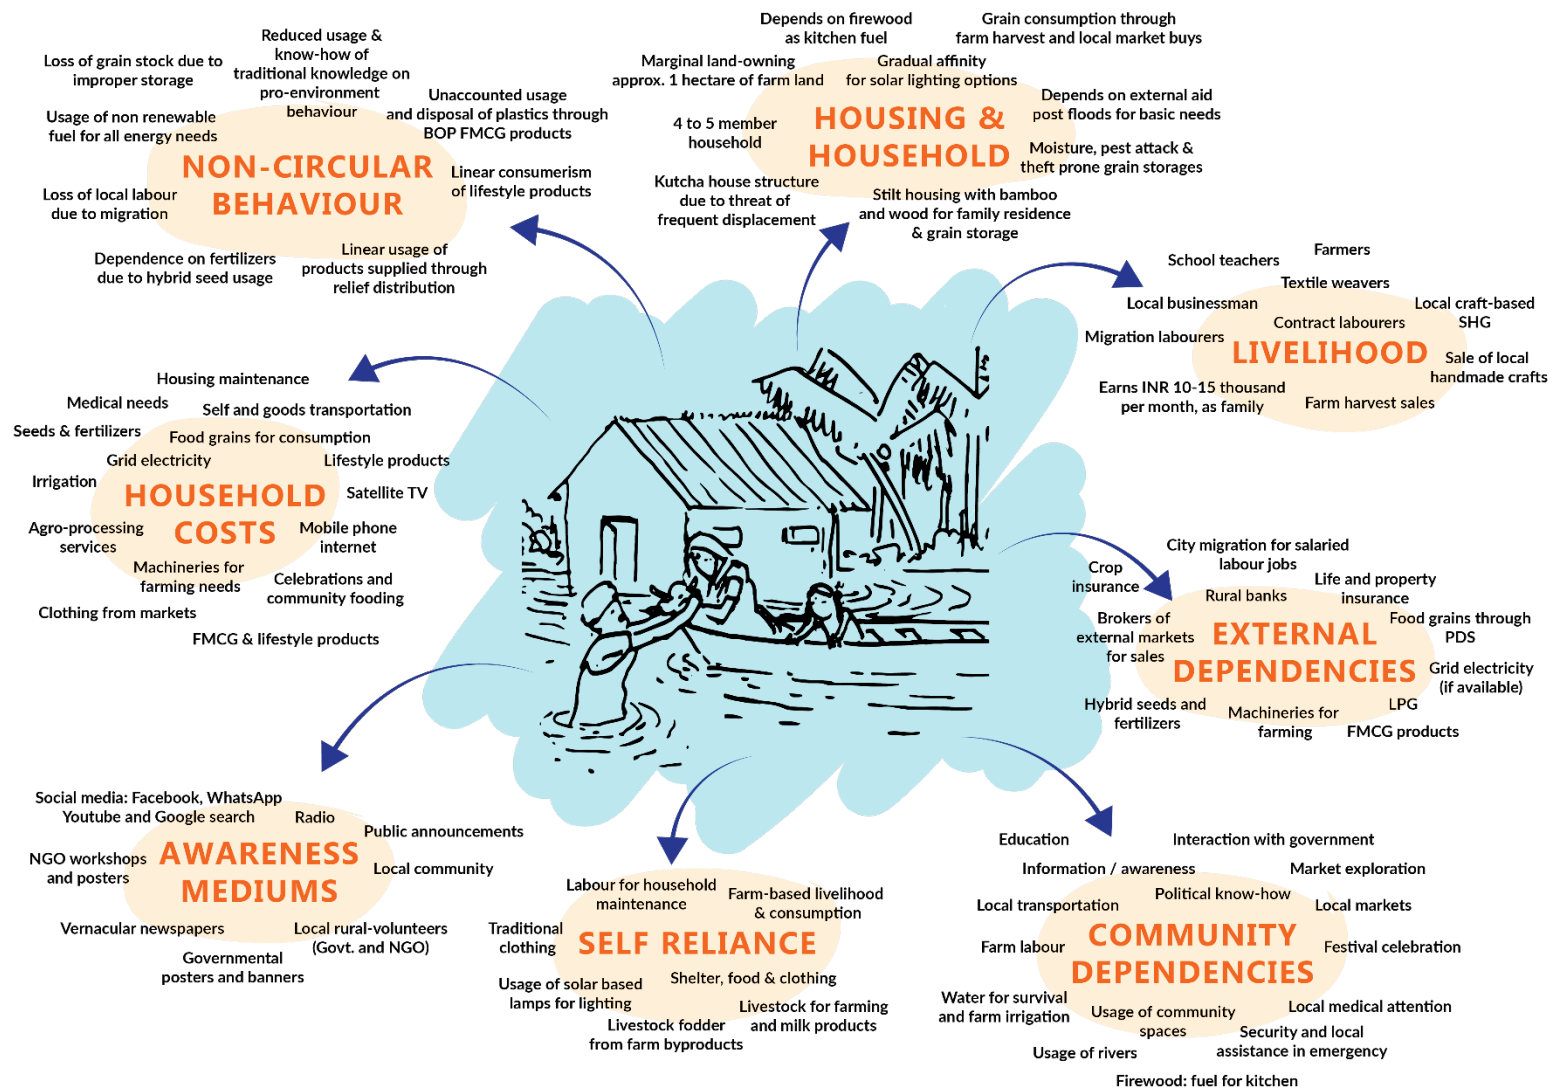 Loss of grain stock due to
improper storage
Reduced usage &
know-how of
traditional knowledge on
pro-environment
behaviour
Usage of non renewable
fuel for all energy needs
Unaccounted usage
and disposal of plastics through
BOP FMCG products
NON-CIRCULAR
BEHAVIOUR
Linear consumerism
of lifestyle products
Loss of local labour
due to migration
Dependence on fertilizers
due to hybrid seed usage
Linear usage of
products supplied through
relief distribution
Depends on firewood
as kitchen fuel
Grain consumption through
farm harvest and local market buys
Marginal land-owning
approx. 1 hectare of farm land
Gradual affinity
for solar lighting options
Depends on external aid
post floods for basic needs
4 to 5 member
household
HOUSING &
HOUSEHOLD
Moisture, pest attack &
theft prone grain storages
Kutcha house structure
due to threat of
frequent displacement
Stilt housing with bamboo
and wood for family residence
& grain storage
School teachers
Farmers
Textile weavers
Local businessman
Local craft-based
SHG
Contract labourers
Migration labourers
LIVELIHOOD
Sale of local
handmade crafts
Earns INR 10-15 thousand
per month, as family
Farm harvest sales
Housing maintenance
Medical needs
Self and goods transportation
Seeds & fertilizers
Food grains for consumption
Grid electricity
Lifestyle products
Irrigation
HOUSEHOLD
COSTS
Satellite TV
Agro-processing
services
Mobile phone
internet
Machineries for
farming needs
Celebrations and
community fooding
Clothing from markets
FMCG & lifestyle products
City migration for salaried
labour jobs
Crop
insurance
Life and property
insurance
Rural banks
Brokers of
external markets
for sales
Food grains through
PDS
EXTERNAL
DEPENDENCIES
Grid electricity
(if available)
Hybrid seeds and
fertilizers
Machineries for
farming
LPG
FMCG products
Social media: Facebook, WhatsApp
Youtube and Google search
Radio
Public announcements
NGO workshops
and posters
AWARENESS
MEDIUMS
Local community
Vernacular newspapers
Local rural-volunteers
(Govt. and NGO)
Governmental
posters and banners
Labour for household
maintenance
Farm-based livelihood
& consumption
Traditional
clothing
SELF RELIANCE
Shelter, food & clothing
Usage of solar based
lamps for lighting
Livestock for farming
and milk products
Livestock fodder
from farm byproducts
Education
Interaction with government
Information / awareness
Market exploration
Political know-how
Local transportation
Local markets
Farm labour
COMMUNITY
DEPENDENCIES
Festival celebration
Water for survival
and farm irrigation
Usage of community
spaces
Local medical attention
Security and local
assistance in emergency
Usage of rivers
Firewood: fuel for kitchen